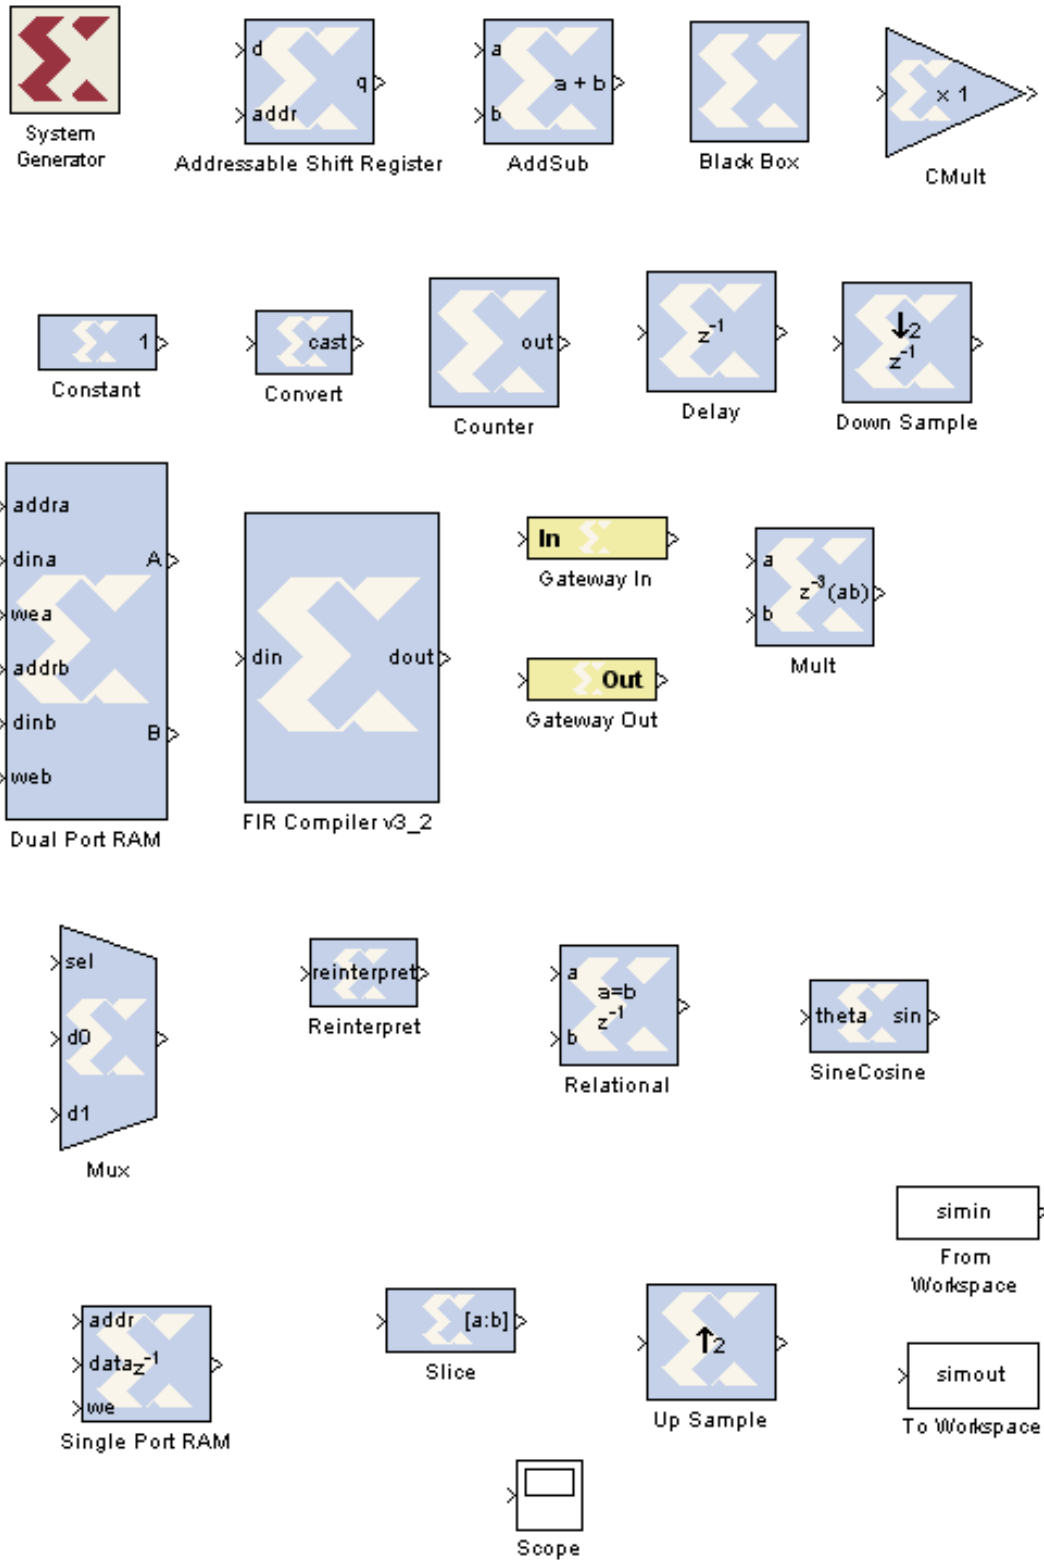 System
Generator
d
addr
q
Addressable Shift Register
a
b
a + b
AddSub
Black Box
x 1
CMult
1
Constant
cast
Convert
out
Counter
z⁻¹
Delay
↓2
z⁻¹
Down Sample
addra
dina
wea
addrb
dinb
web
A
B
Dual Port RAM
din
dout
FIR Compiler v3_2
In
Gateway In
Out
Gateway Out
a
b
z⁻³(ab)
Mult
sel
d0
d1
Mux
reinterpret
Reinterpret
a
b
a=b
z⁻¹
Relational
theta
sin
SineCosine
simin
From
Workspace
addr
data
we
z⁻¹
Single Port RAM
[a:b]
Slice
↑2
Up Sample
simout
To Workspace
Scope